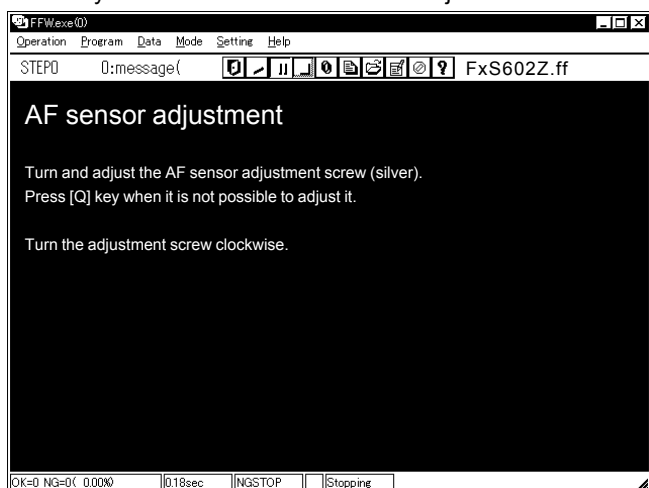 FFW.exe(0)
Operation Program Data Mode Setting Help
STEP0 0:message( FxS602Z.ff
AF sensor adjustment
Turn and adjust the AF sensor adjustment screw (silver).
Press [Q] key when it is not possible to adjust it.
Turn the adjustment screw clockwise.
OK=0 NG=0( 0.00%) 0.18sec NGSTOP Stopping